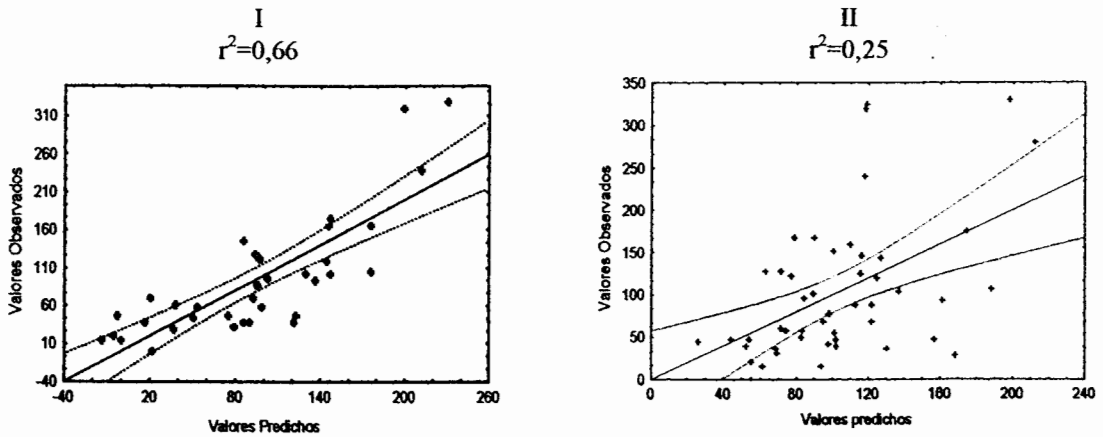 I
r²=0,66
Valores Observados
310
260
210
160
110
60
10
-40
-40 20 80 140 200 260
Valores Predichos
II
r²=0,25
Valores Observados
350
300
250
200
150
100
50
0
0 40 80 120 160 200 240
Valores predichos